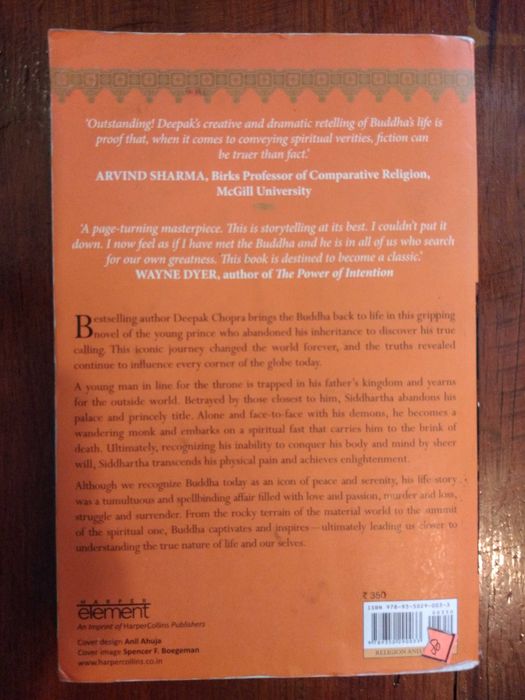 'Outstanding! Deepak's creative and dramatic retelling of Buddha's life is
proof that, when it comes to conveying spiritual verities, fiction can
be truer than fact.'
ARVIND SHARMA, Birks Professor of Comparative Religion,
McGill University
'A page-turning masterpiece. This is storytelling at its best. I couldn't put it
down. I now feel as if I have met the Buddha and he is in all of us who search
for our own greatness. This book is destined to become a classic.'
WAYNE DYER, author of The Power of Intention
Bestselling author Deepak Chopra brings the Buddha back to life in this gripping
novel of the young prince who abandoned his inheritance to discover his true
calling. This iconic journey changed the world forever, and the truths revealed
continue to influence every corner of the globe today.
A young man in line for the throne is trapped in his father's kingdom and yearns
for the outside world. Betrayed by those closest to him, Siddhartha abandons his
palace and princely title. Alone and face-to-face with his demons, he becomes a
wandering monk and embarks on a spiritual fast that carries him to the brink of
death. Ultimately, recognizing his inability to conquer his body and mind by sheer
will, Siddhartha transcends his physical pain and achieves enlightenment.
Although we recognize Buddha today as an icon of peace and serenity, his life story
was a tumultuous and spellbinding affair filled with love and passion, murder and loss,
struggle and surrender. From the rocky terrain of the material world to the summit
of the spiritual one, Buddha captivates and inspires—ultimately leading us closer to
understanding the true nature of life and our selves.
HARPER
element
An Imprint of HarperCollins Publishers
Cover design Anil Ahuja
Cover image Spencer F. Boegeman
www.harpercollins.co.in
₹ 350
ISBN 978-93-5029-003-3
00350
RELIGION AND